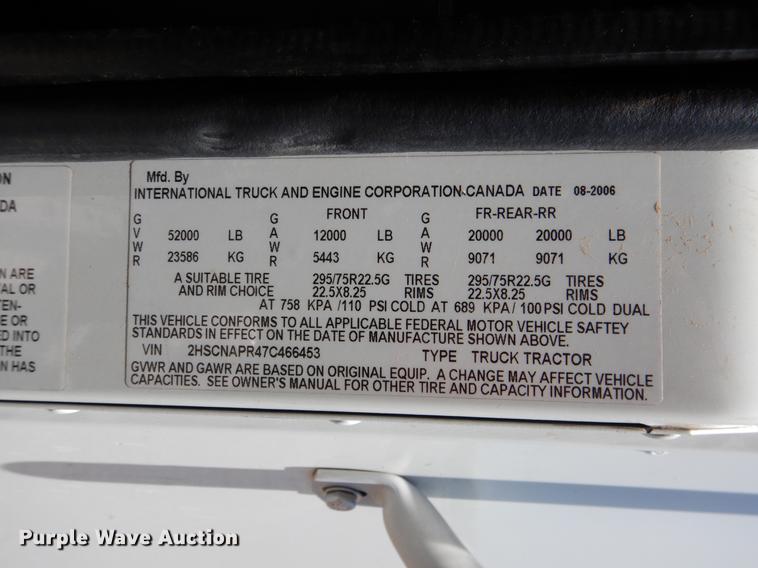 ON
DA
N ARE
TAL OR
TEN-
E OR
ED INTO
THE
N HAS
Mfd. By
INTERNATIONAL TRUCK AND ENGINE CORPORATION CANADA DATE 08-2006
GVWR GAWR FRONT GAWR FR-REAR-RR
52000 LB 12000 LB 20000 20000 LB
23586 KG 5443 KG 9071 9071 KG
A SUITABLE TIRE 295/75R22.5G TIRES 295/75R22.5G TIRES
AND RIM CHOICE 22.5X8.25 RIMS 22.5X8.25 RIMS
AT 758 KPA /110 PSI COLD AT 689 KPA/ 100 PSI COLD DUAL
THIS VEHICLE CONFORMS TO ALL APPLICABLE FEDERAL MOTOR VEHICLE SAFTEY
STANDARDS IN EFFECT ON THE DATE OF MANUFACTURE SHOWN ABOVE.
VIN 2HSCNAPR47C466453 TYPE TRUCK TRACTOR
GVWR AND GAWR ARE BASED ON ORIGINAL EQUIP. A CHANGE MAY AFFECT VEHICLE
CAPACITIES. SEE OWNER'S MANUAL FOR OTHER TIRE AND CAPACITY INFORMATION.
Purple Wave Auction